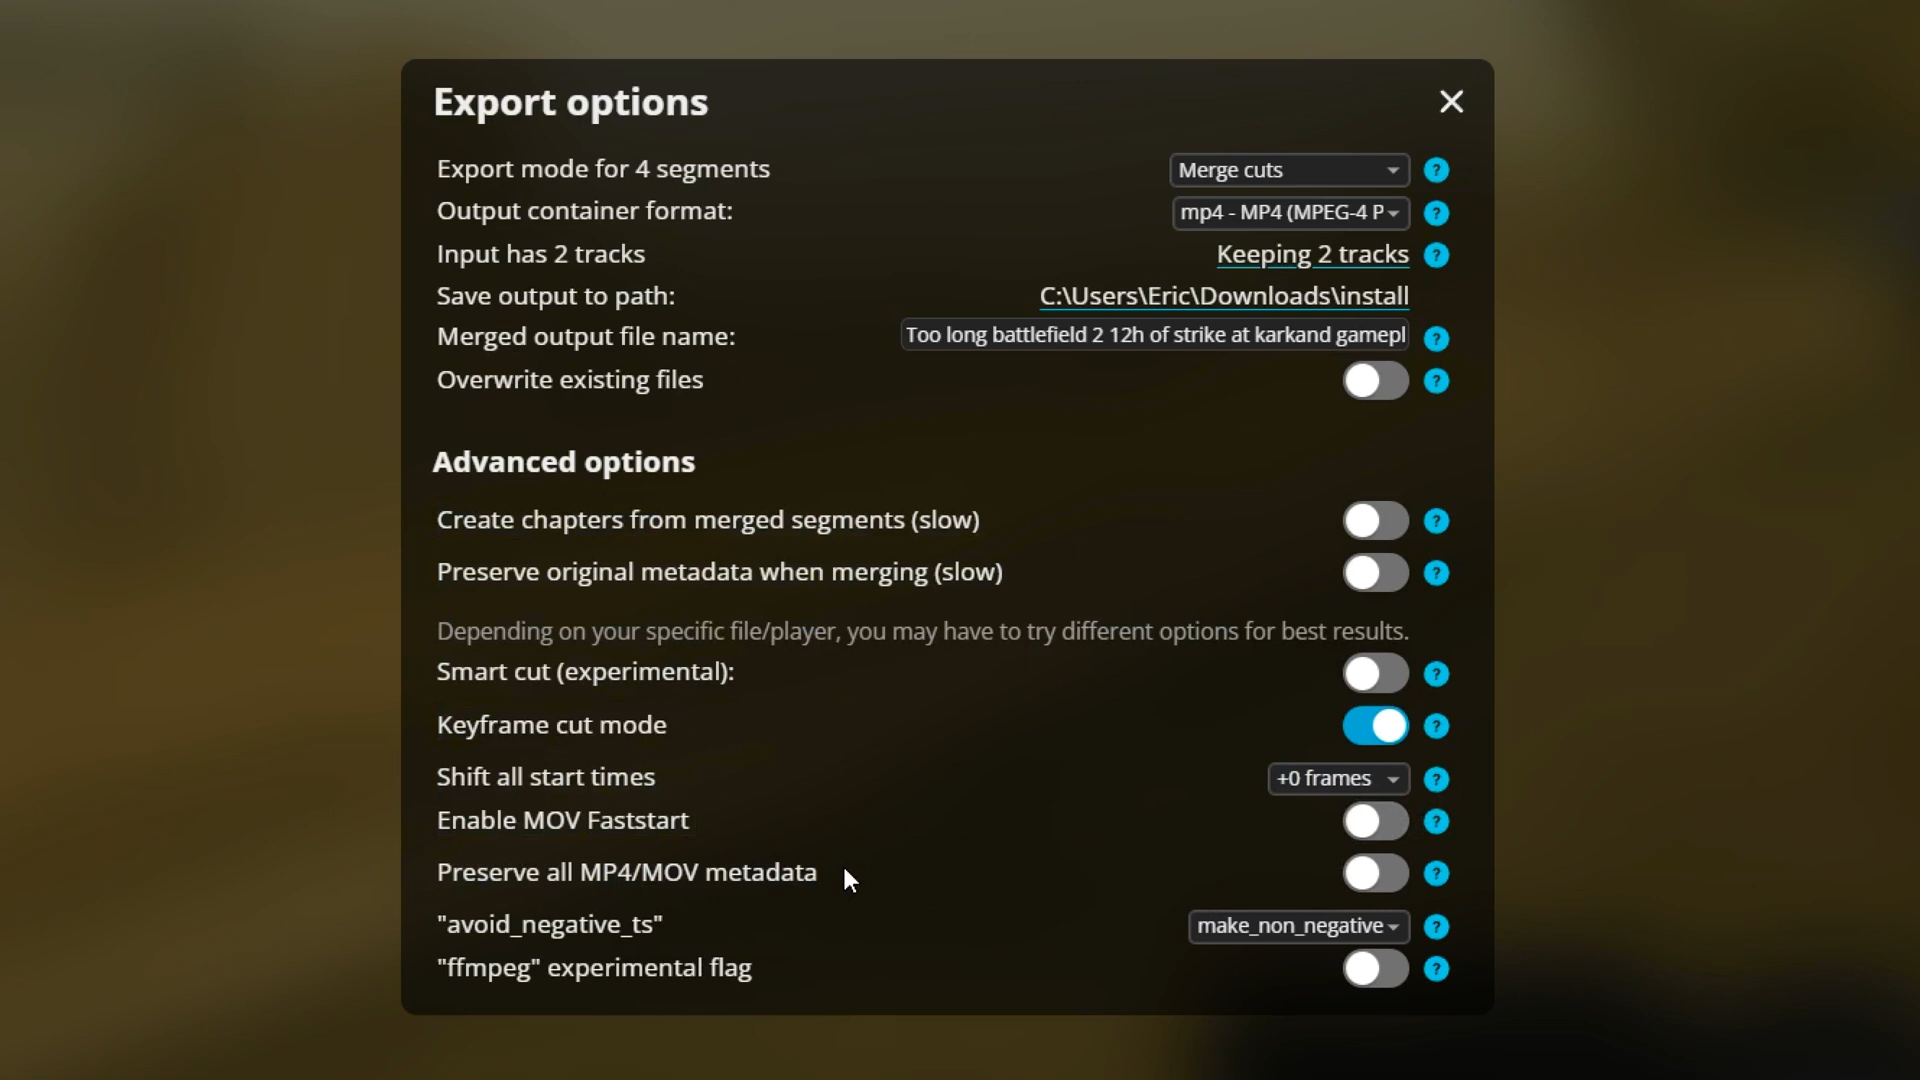 Export options
Export mode for 4 segments Merge cuts ?
Output container format: mp4 - MP4 (MPEG-4 P ?
Input has 2 tracks Keeping 2 tracks ?
Save output to path: C:\Users\Eric\Downloads\install
Merged output file name: Too long battlefield 2 12h of strike at karkand gamepl ?
Overwrite existing files ?
Advanced options
Create chapters from merged segments (slow) ?
Preserve original metadata when merging (slow) ?
Depending on your specific file/player, you may have to try different options for best results.
Smart cut (experimental): ?
Keyframe cut mode ?
Shift all start times +0 frames ?
Enable MOV Faststart ?
Preserve all MP4/MOV metadata ?
"avoid_negative_ts" make_non_negative ?
"ffmpeg" experimental flag ?